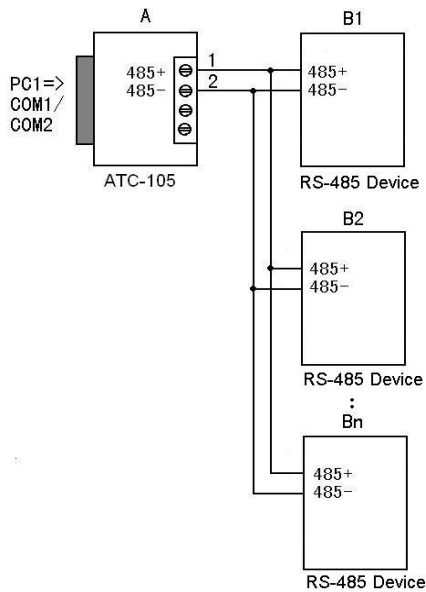 A
B1
PC1=>
COM1/
COM2
485+
485-
1
2
485+
485-
ATC-105
RS-485 Device
B2
485+
485-
RS-485 Device
⋮
Bn
485+
485-
RS-485 Device